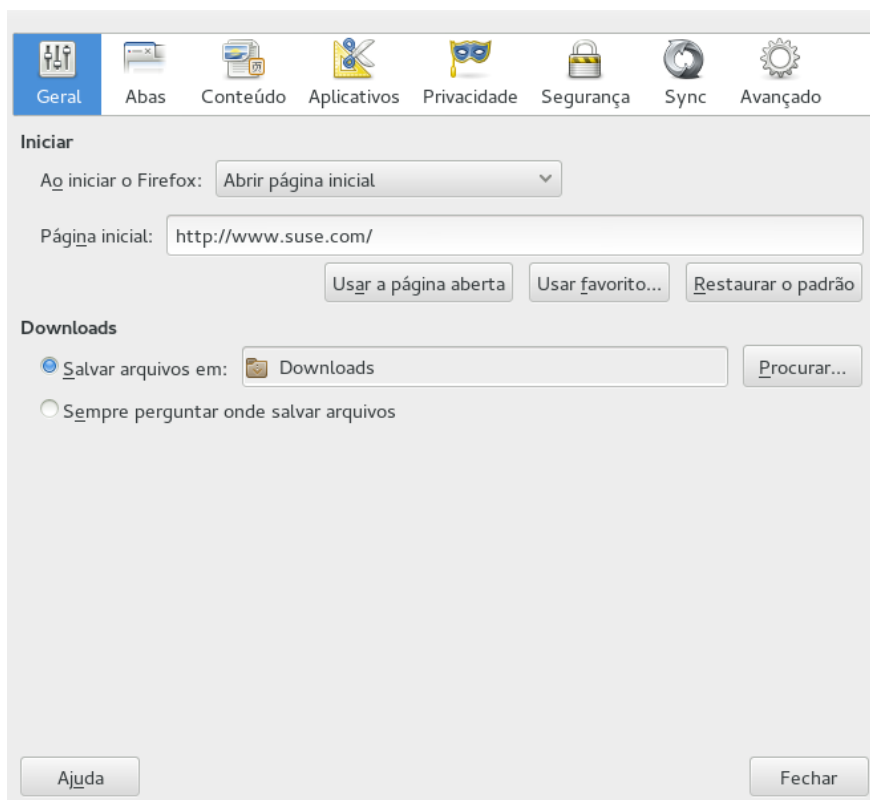 Geral Abas Conteúdo Aplicativos Privacidade Segurança Sync Avançado
Iniciar
Ao iniciar o Firefox: Abrir página inicial
Página inicial: http://www.suse.com/
Usar a página aberta Usar favorito... Restaurar o padrão
Downloads
Salvar arquivos em: Downloads Procurar...
Sempre perguntar onde salvar arquivos
Ajuda Fechar